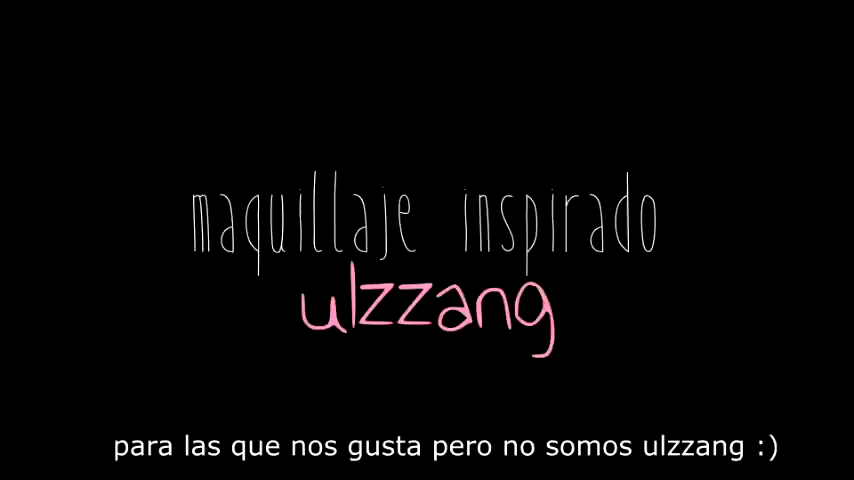 maquillaje inspirado
ulzzang
para las que nos gusta pero no somos ulzzang :)